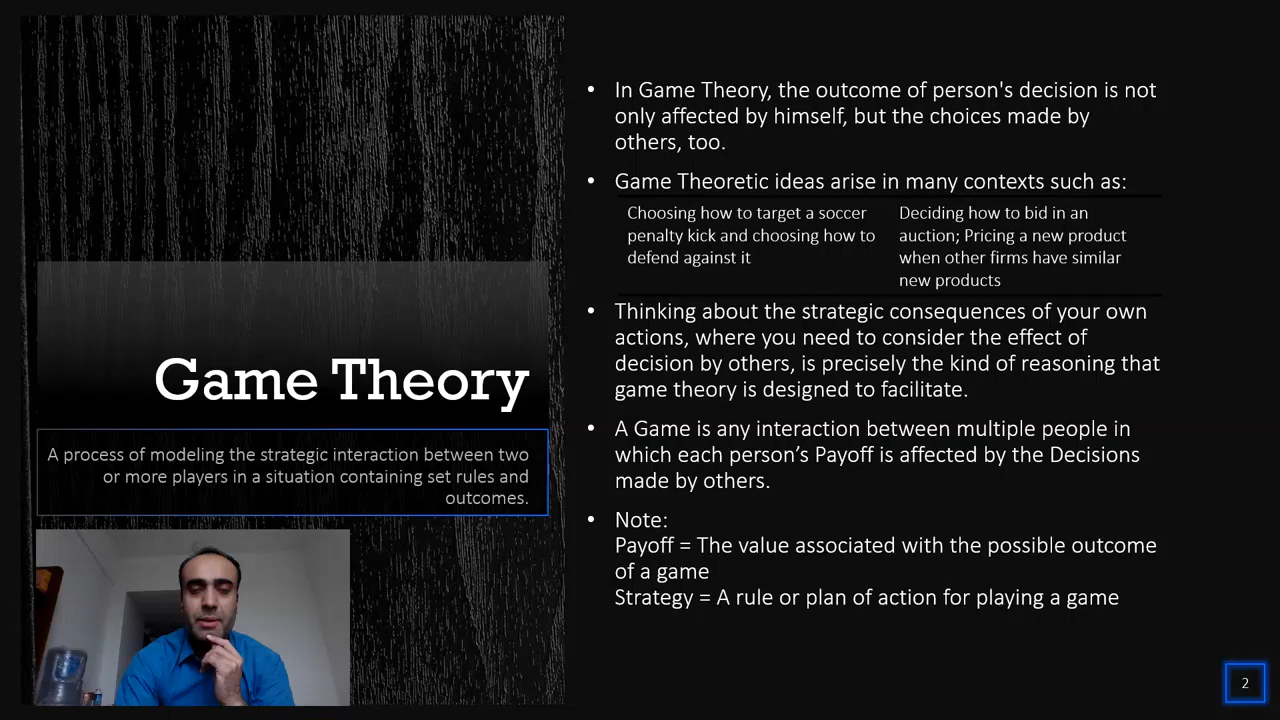 Game Theory
A process of modeling the strategic interaction between two
or more players in a situation containing set rules and
outcomes.
• In Game Theory, the outcome of person's decision is not
only affected by himself, but the choices made by
others, too.
• Game Theoretic ideas arise in many contexts such as:
Choosing how to target a soccer
penalty kick and choosing how to
defend against it
Deciding how to bid in an
auction; Pricing a new product
when other firms have similar
new products
• Thinking about the strategic consequences of your own
actions, where you need to consider the effect of
decision by others, is precisely the kind of reasoning that
game theory is designed to facilitate.
• A Game is any interaction between multiple people in
which each person’s Payoff is affected by the Decisions
made by others.
• Note:
Payoff = The value associated with the possible outcome
of a game
Strategy = A rule or plan of action for playing a game
2